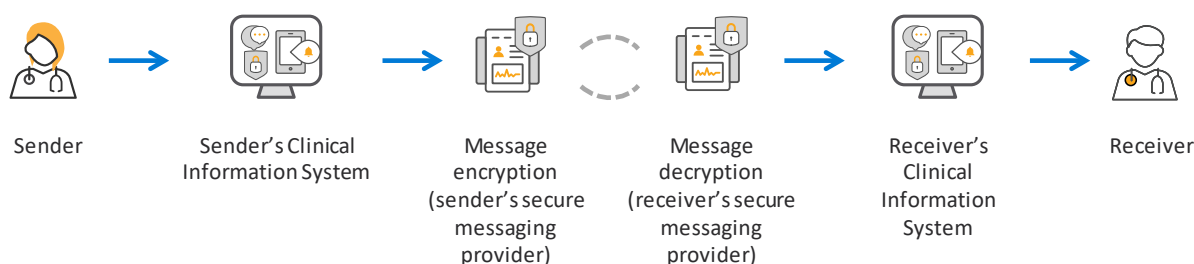 Sender
Sender's Clinical
Information System
Message
encryption
(sender's secure
messaging
provider)
Message
decryption
(receiver's secure
messaging
provider)
Receiver's
Clinical
Information
System
Receiver